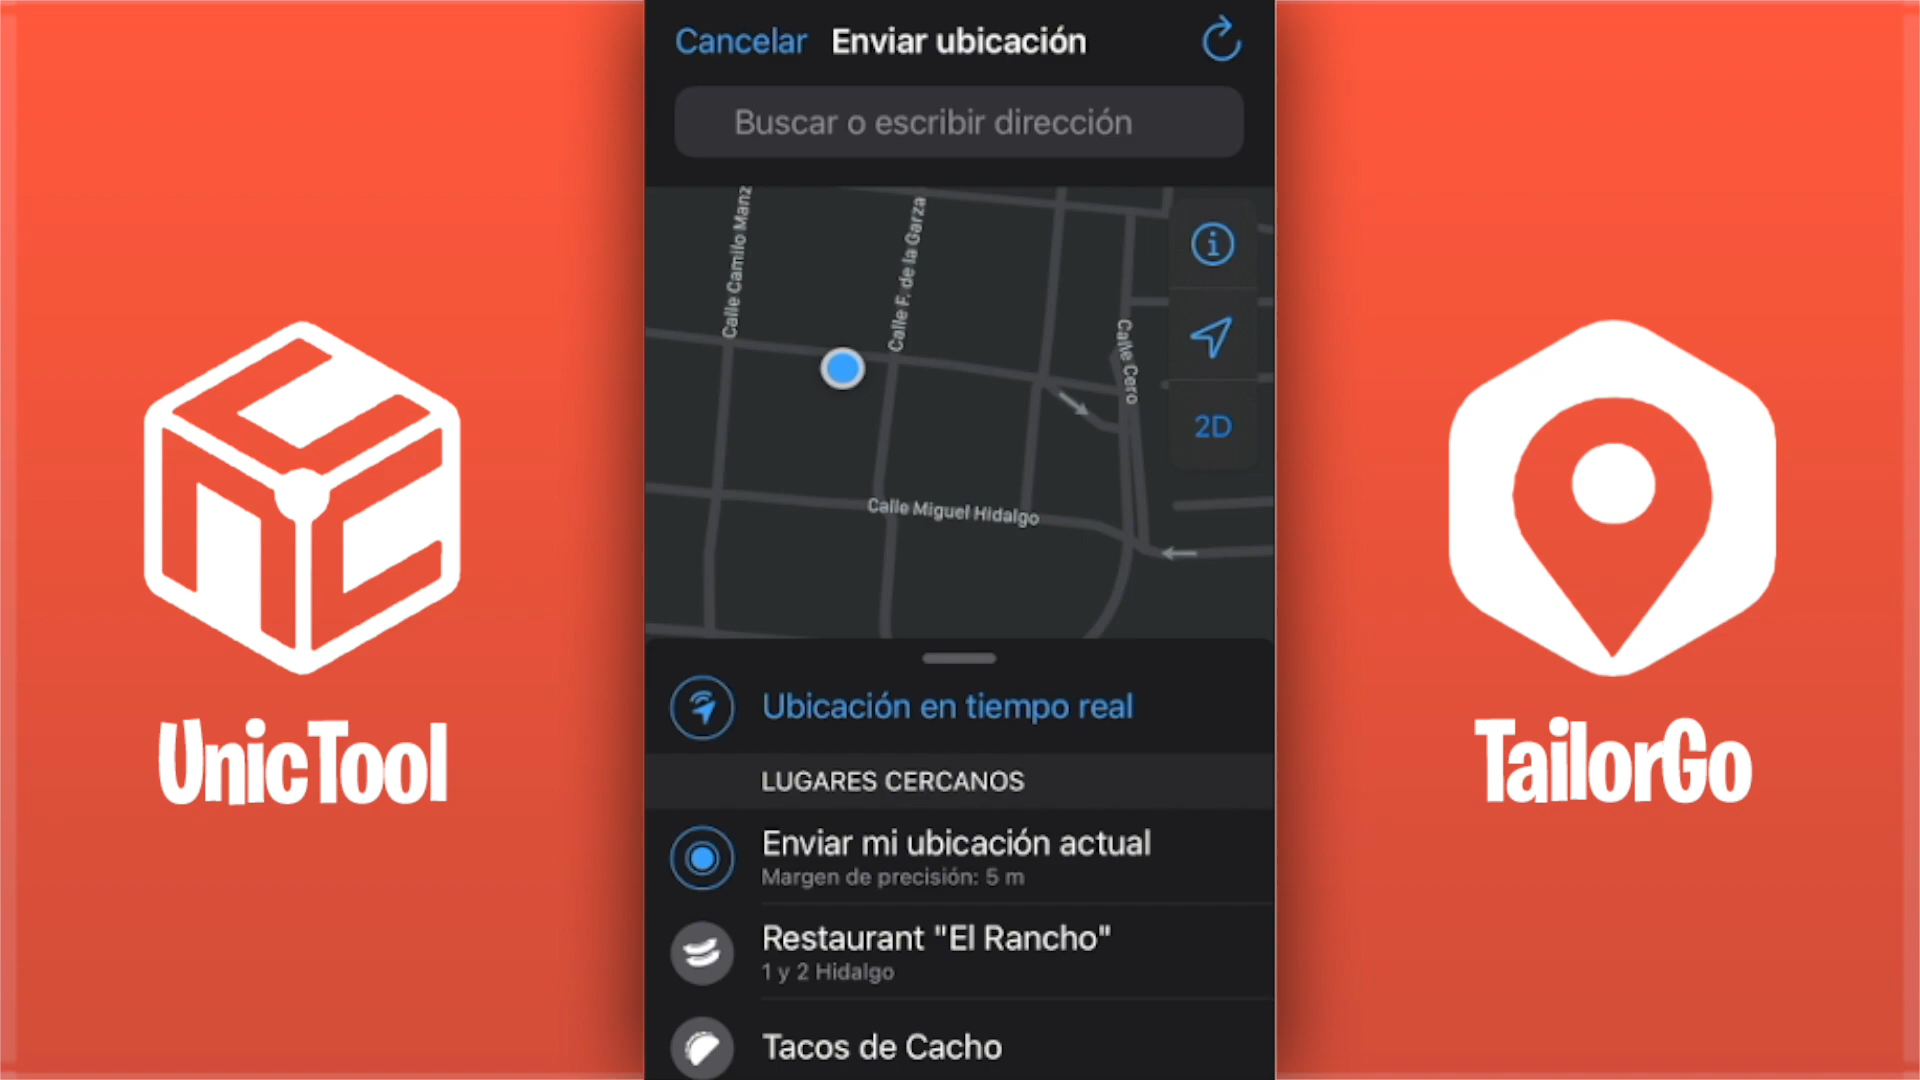 Cancelar Enviar ubicación
Buscar o escribir dirección
Calle Camilo Manz
Calle F. de la Garza
Calle Cero
2D
Calle Miguel Hidalgo
Ubicación en tiempo real
LUGARES CERCANOS
Enviar mi ubicación actual
Margen de precisión: 5 m
Restaurant "El Rancho"
1 y 2 Hidalgo
Tacos de Cacho
UnicTool
TailorGo